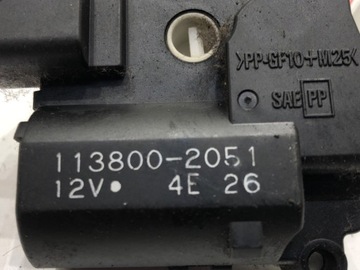 >PP-GF10+M25<
SAE PP
113800-2051
12V• 4E 26